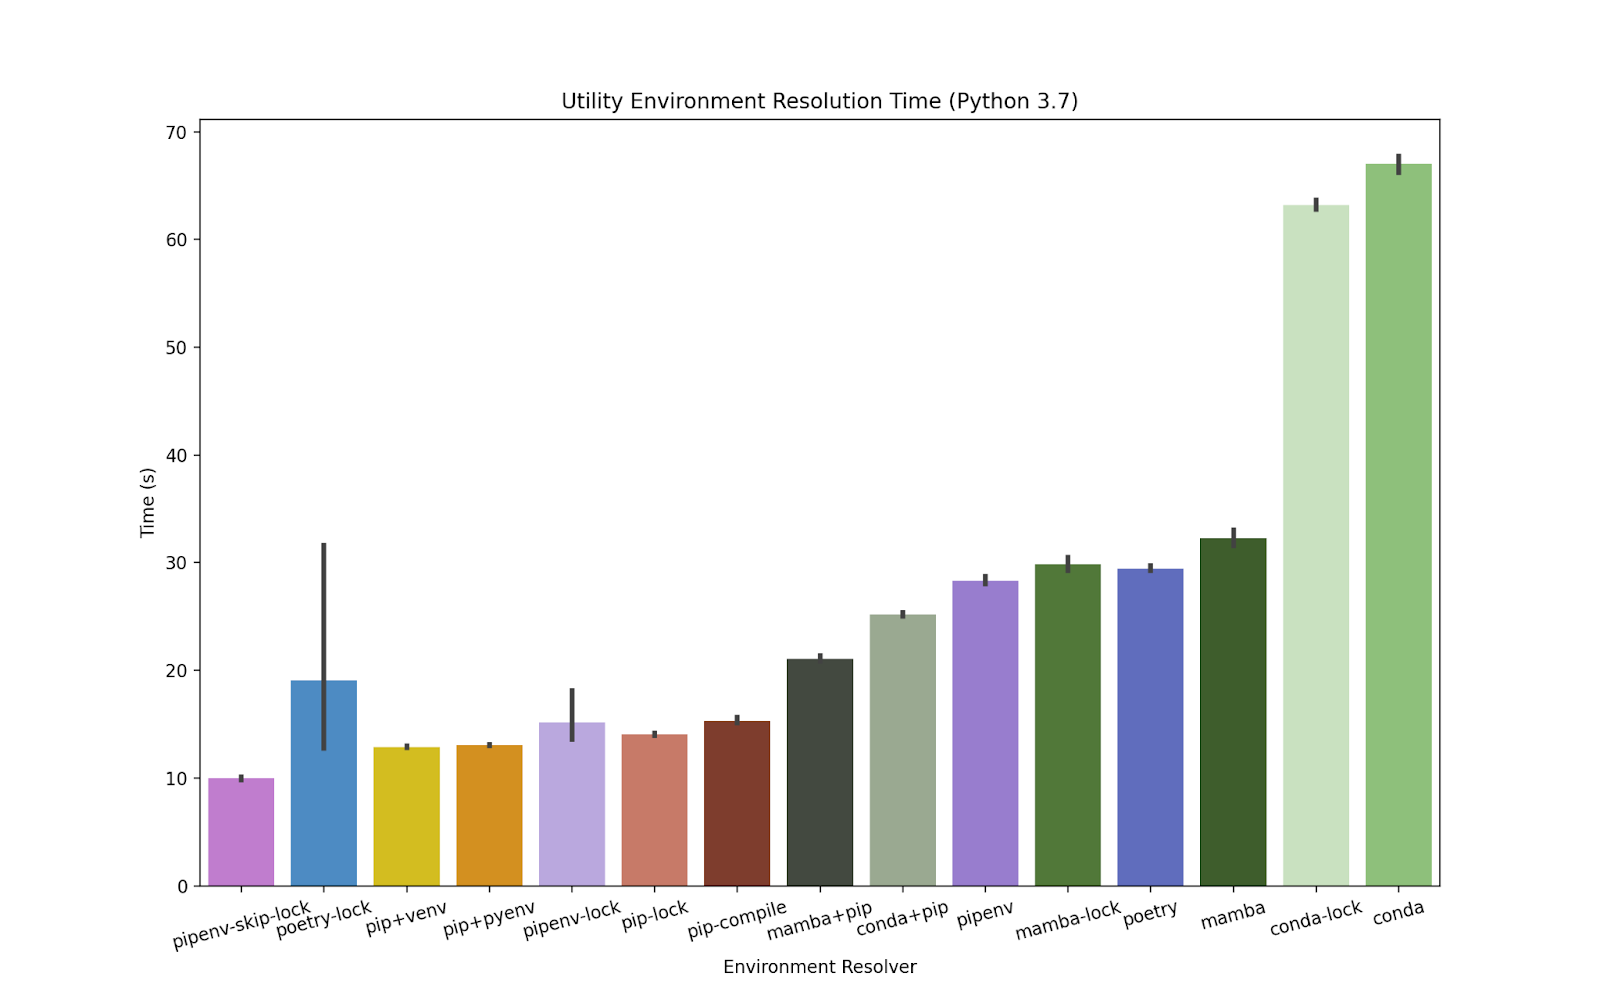 Utility Environment Resolution Time (Python 3.7)
70
60
50
40
30
20
10
0
Time (s)
pipenv-skip-lock
poetry-lock
pip+venv
pip+pyenv
pipenv-lock
pip-lock
pip-compile
mamba+pip
conda+pip
pipenv
mamba-lock
poetry
mamba
conda-lock
conda
Environment Resolver